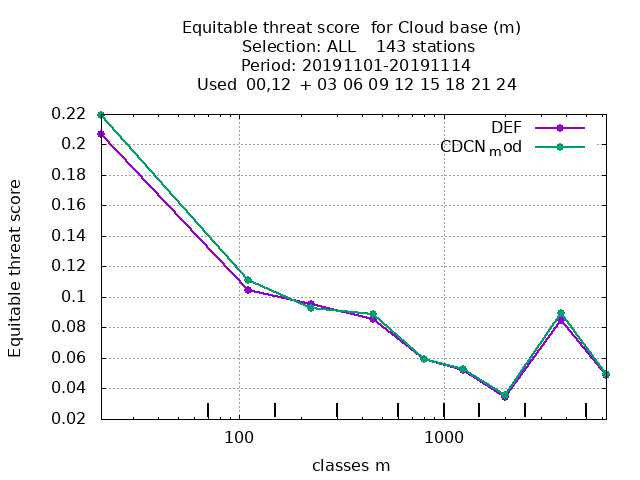 Equitable threat score  for Cloud base (m)
Selection: ALL    143 stations
Period: 20191101-20191114
Used  00,12  + 03 06 09 12 15 18 21 24
DEF
CDCN_mod
Equitable threat score
0.22
0.2
0.18
0.16
0.14
0.12
0.1
0.08
0.06
0.04
0.02
100
1000
classes m